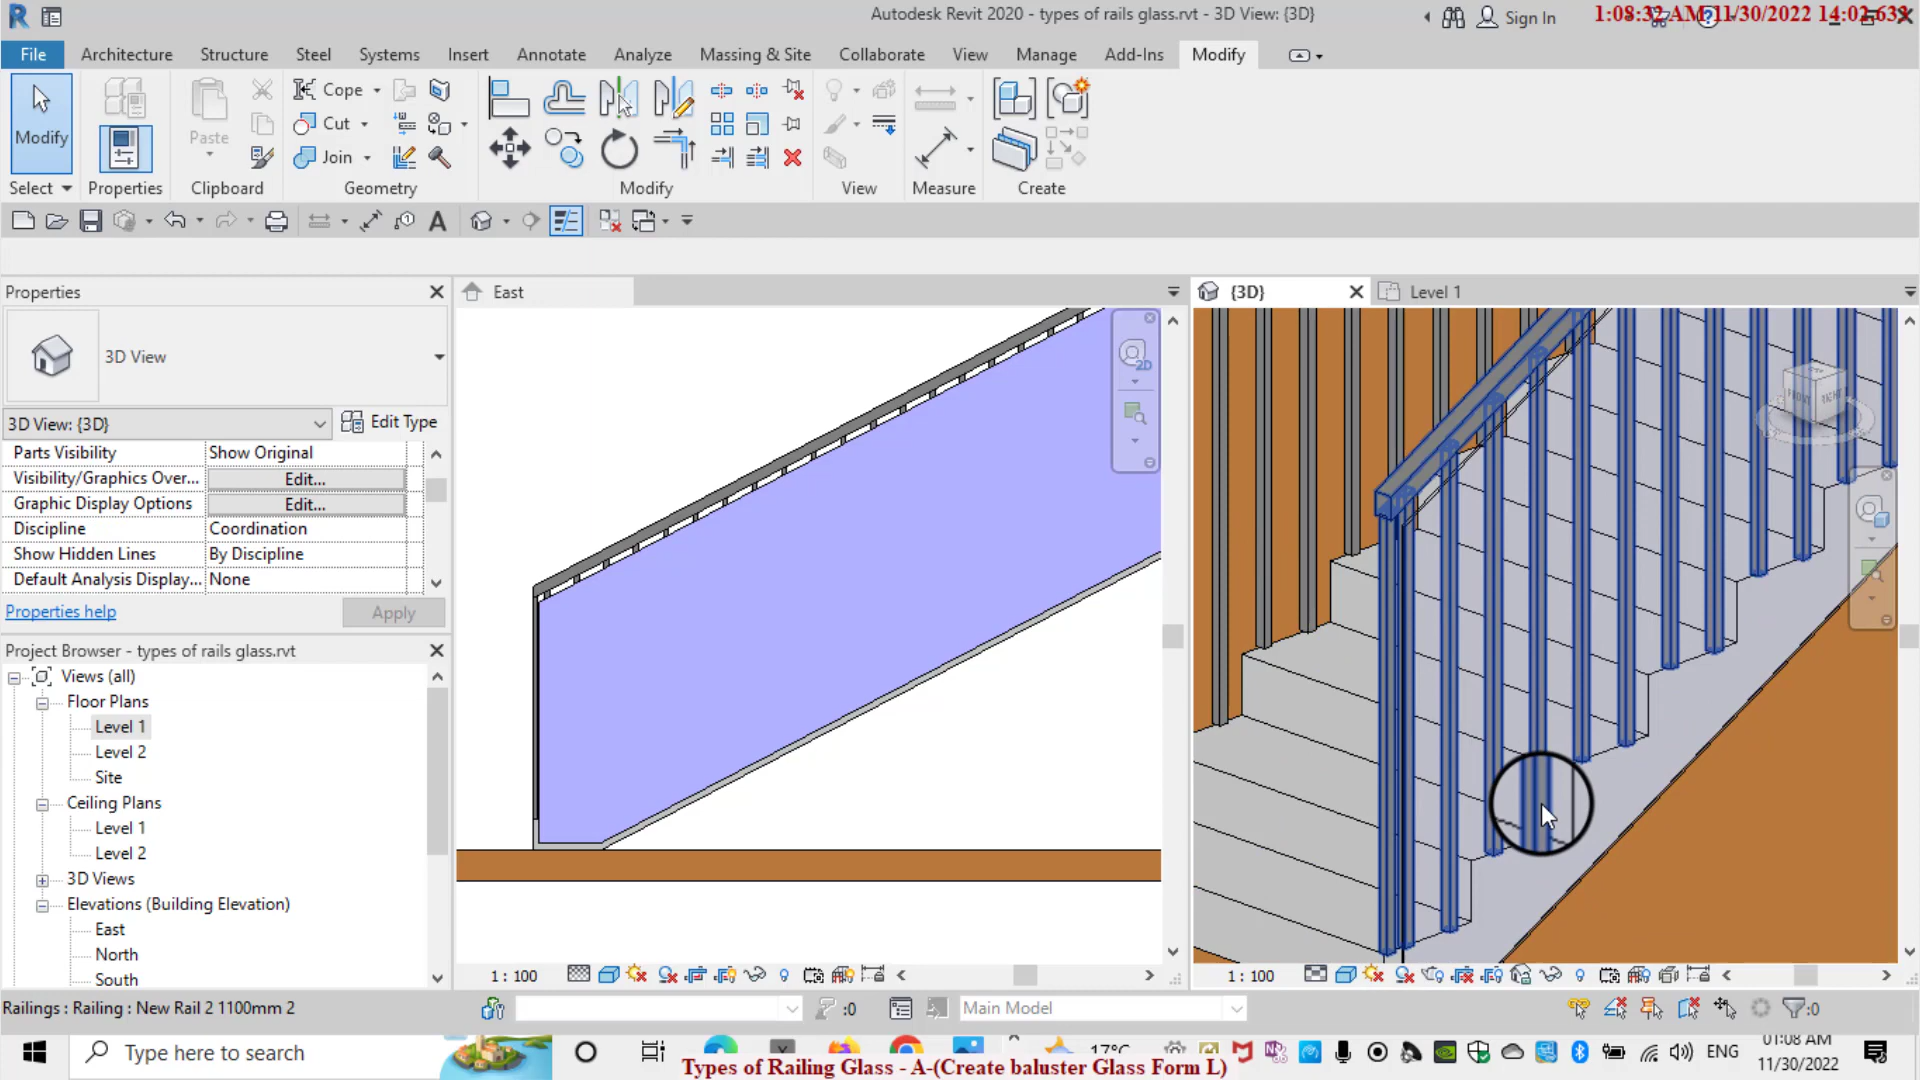 Autodesk Revit 2020 - types of rails glass.rvt - 3D View: {3D}
Sign In
1:08:32 AM 11/30/2022 14:02-63
File
Architecture
Structure
Steel
Systems
Insert
Annotate
Analyze
Massing & Site
Collaborate
View
Manage
Add-Ins
Modify
Modify
Paste
Cope
Cut
Join
Select
Properties
Clipboard
Geometry
Modify
View
Measure
Create
Properties
East
{3D}
Level 1
3D View
3D View: {3D}
Edit Type
Parts Visibility Show Original
Visibility/Graphics Over... Edit...
Graphic Display Options Edit...
Discipline Coordination
Show Hidden Lines By Discipline
Default Analysis Display... None
Properties help
Apply
Project Browser - types of rails glass.rvt
Views (all)
Floor Plans
Level 1
Level 2
Site
Ceiling Plans
Level 1
Level 2
3D Views
Elevations (Building Elevation)
East
North
South
2D
FRONT
RIGHT
1 : 100
1 : 100
Railings : Railing : New Rail 2 1100mm 2
:0
Main Model
:0
Type here to search
17°C
ENG
01:08 AM
11/30/2022
Types of Railing Glass - A-(Create baluster Glass Form L)